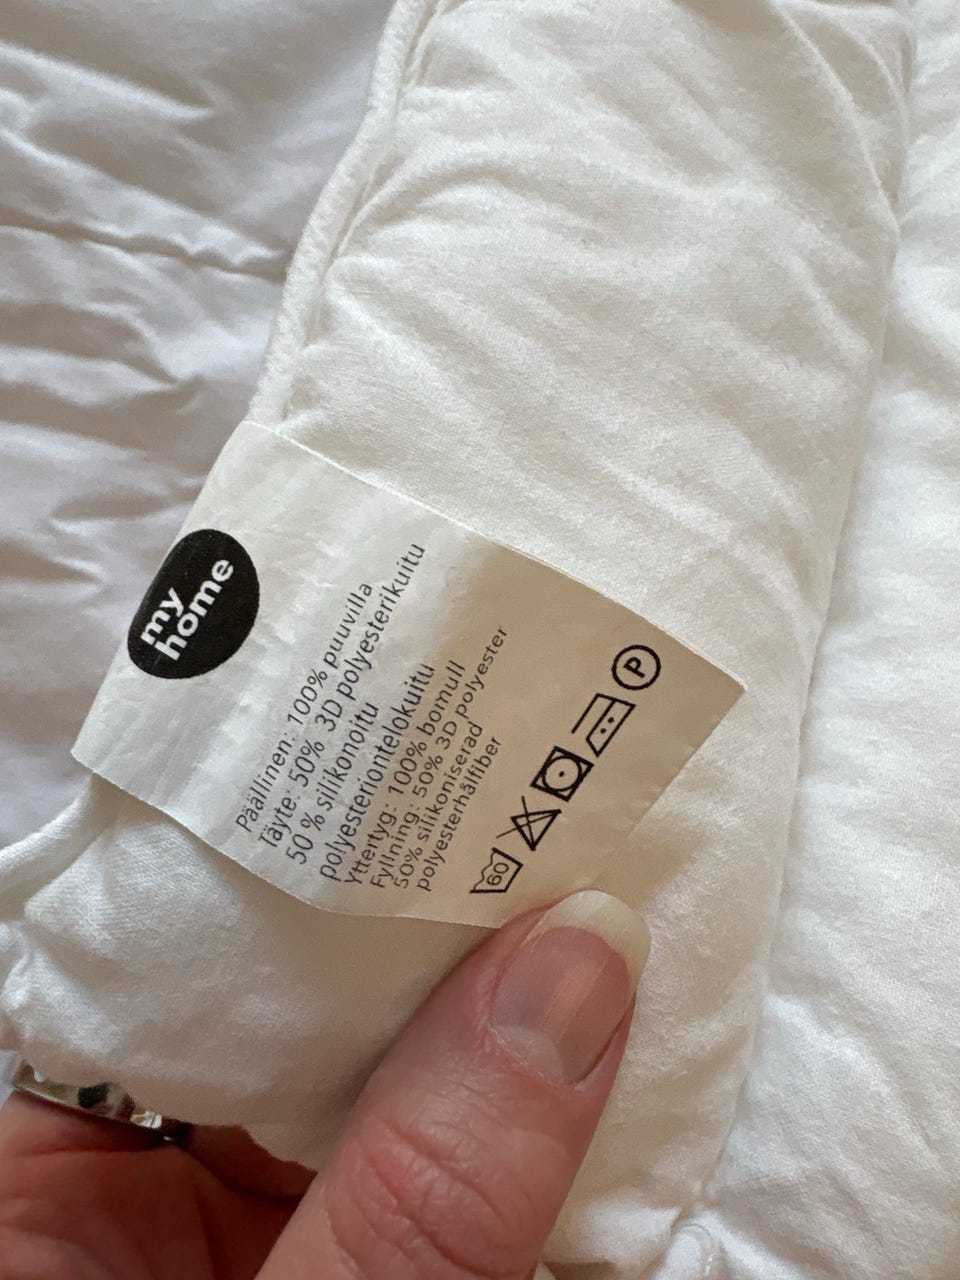 my
home
Päällinen: 100% puuvilla
Täyte: 50% 3D polyesterikuitu
50 % silikonoitu
polyesteriontelokuitu
Yttertyg: 100% bomull
Fyllning: 50% 3D polyester
50% silikoniserad
polyesterhålfiber
60
P